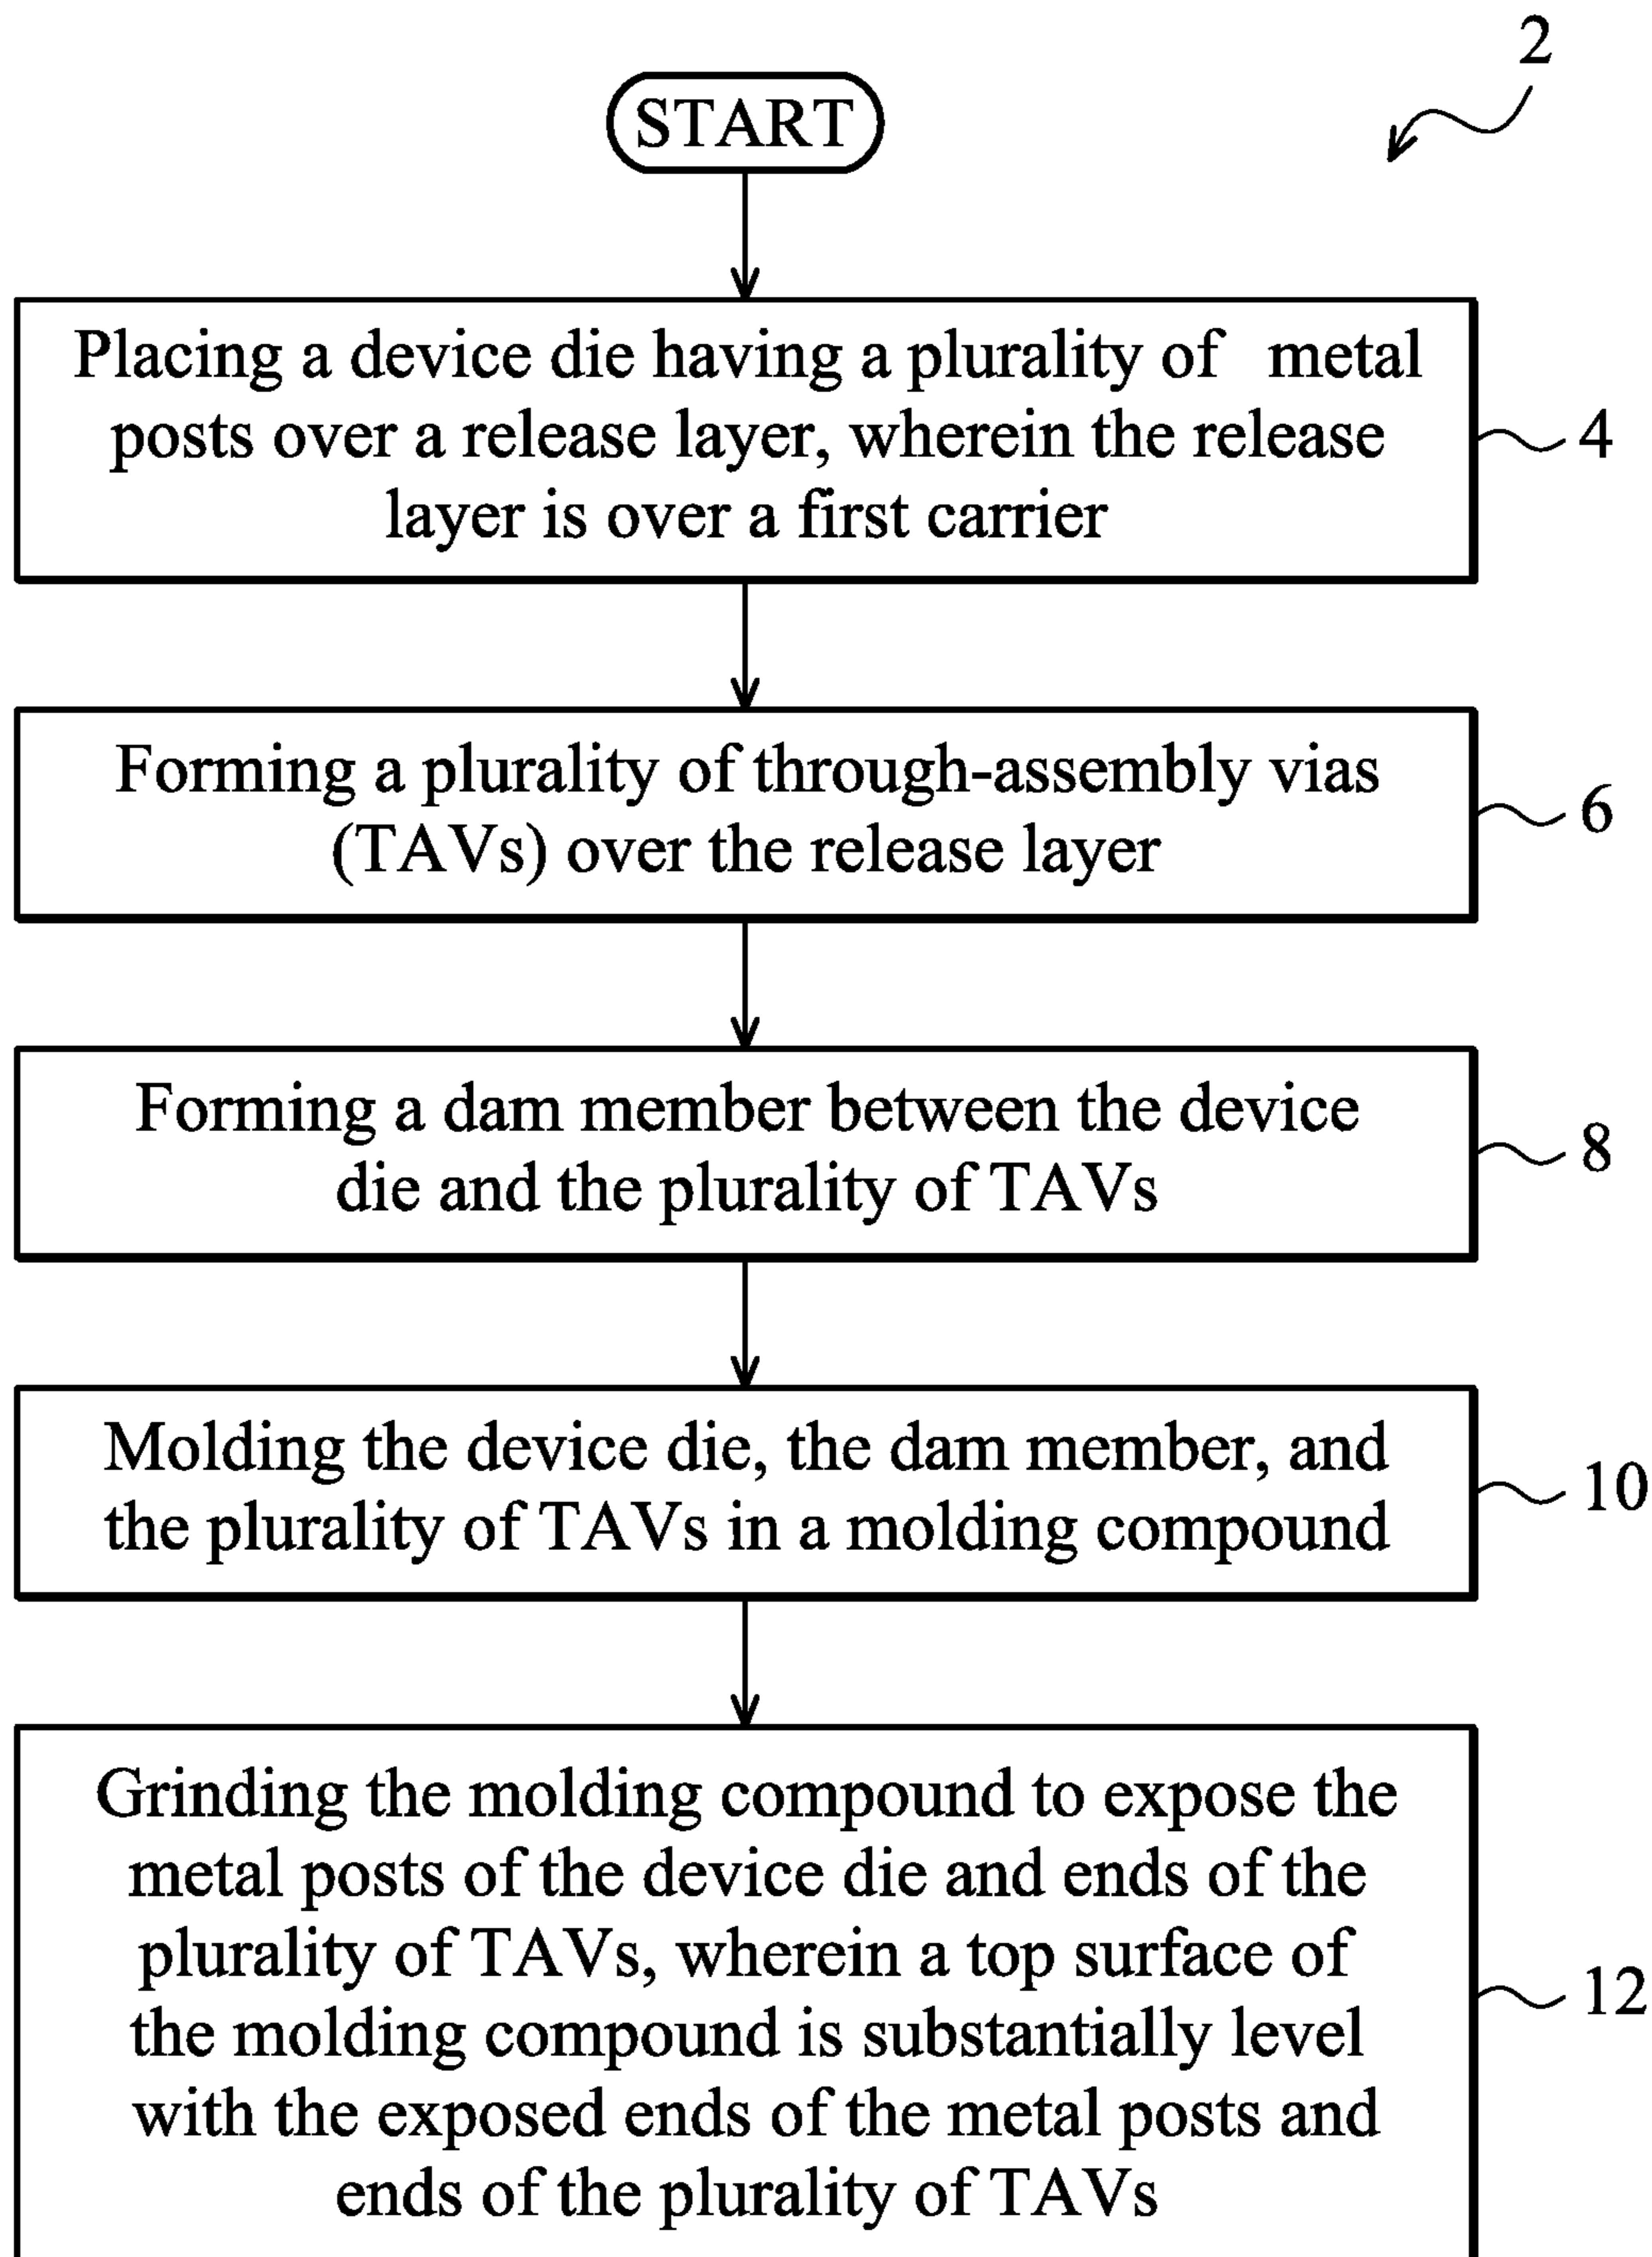 2
START
Placing a device die having a plurality of metal
posts over a release layer, wherein the release
layer is over a first carrier
4
Forming a plurality of through-assembly vias
(TAVs) over the release layer
6
Forming a dam member between the device
die and the plurality of TAVs
8
Molding the device die, the dam member, and
the plurality of TAVs in a molding compound
10
Grinding the molding compound to expose the
metal posts of the device die and ends of the
plurality of TAVs, wherein a top surface of
the molding compound is substantially level
with the exposed ends of the metal posts and
ends of the plurality of TAVs
12